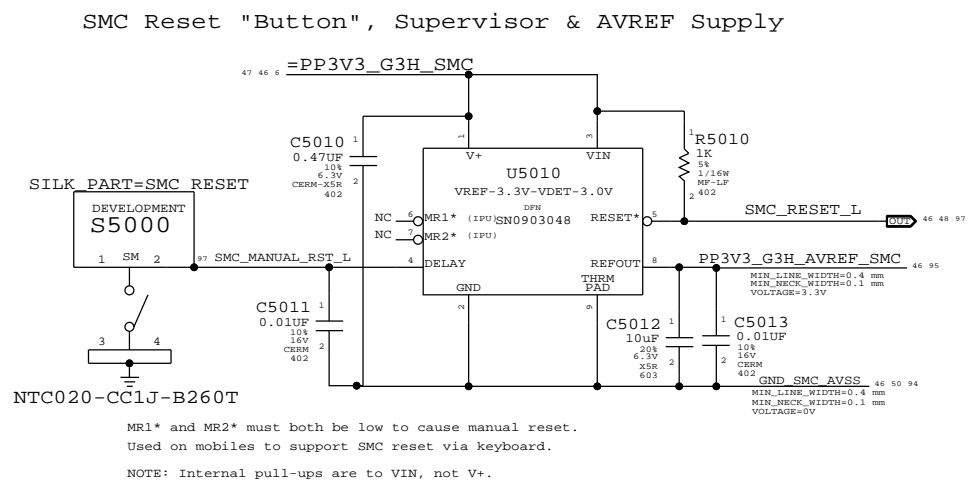 SMC Reset "Button", Supervisor & AVREF Supply
47 46 6 =PP3V3_G3H_SMC
C5010
0.47UF
10%
6.3V
CERM-X5R
402
1
2
1
V+
3
VIN
U5010
VREF-3.3V-VDET-3.0V
DFN
SN0903048
NC 6 MR1* (IPU)
NC 7 MR2* (IPU)
4 DELAY
RESET* 5
REFOUT 8
GND
2
THRM
PAD
9
R5010
1K
5%
1/16W
MF-LF
402
1
2
SMC_RESET_L OUT 46 48 97
SILK_PART=SMC_RESET
DEVELOPMENT
S5000
1 SM 2
3 4
NTC020-CC1J-B260T
97 SMC_MANUAL_RST_L
C5011
0.01UF
10%
16V
CERM
402
1
2
PP3V3_G3H_AVREF_SMC 46 95
MIN_LINE_WIDTH=0.4 mm
MIN_NECK_WIDTH=0.1 mm
VOLTAGE=3.3V
C5012
10uF
20%
6.3V
X5R
603
1
2
C5013
0.01UF
10%
16V
CERM
402
1
2
GND_SMC_AVSS 46 50 94
MIN_LINE_WIDTH=0.4 mm
MIN_NECK_WIDTH=0.1 mm
VOLTAGE=0V
MR1* and MR2* must both be low to cause manual reset.
Used on mobiles to support SMC reset via keyboard.
NOTE: Internal pull-ups are to VIN, not V+.